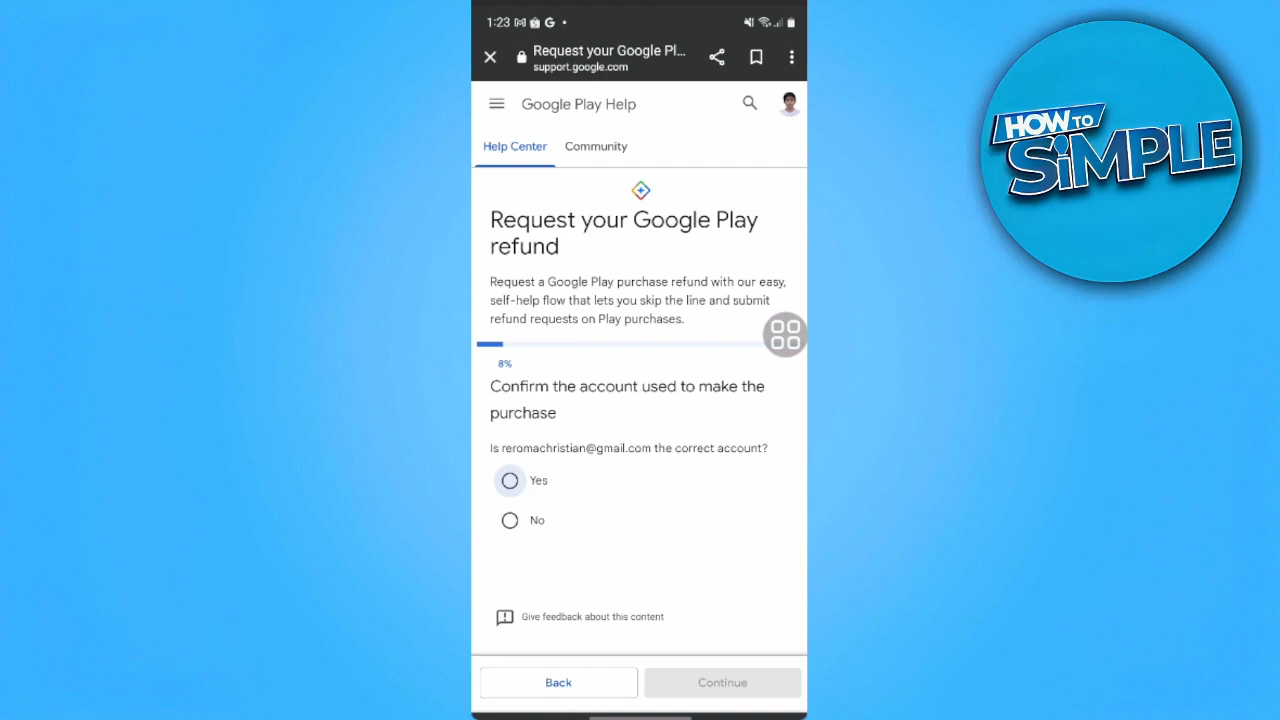 1:23
Request your Google Pl...
support.google.com
Google Play Help
Help Center
Community
Request your Google Play
refund
Request a Google Play purchase refund with our easy,
self-help flow that lets you skip the line and submit
refund requests on Play purchases.
8%
Confirm the account used to make the
purchase
Is reromachristian@gmail.com the correct account?
Yes
No
Give feedback about this content
Back
Continue
HOW TO
SiMPLE